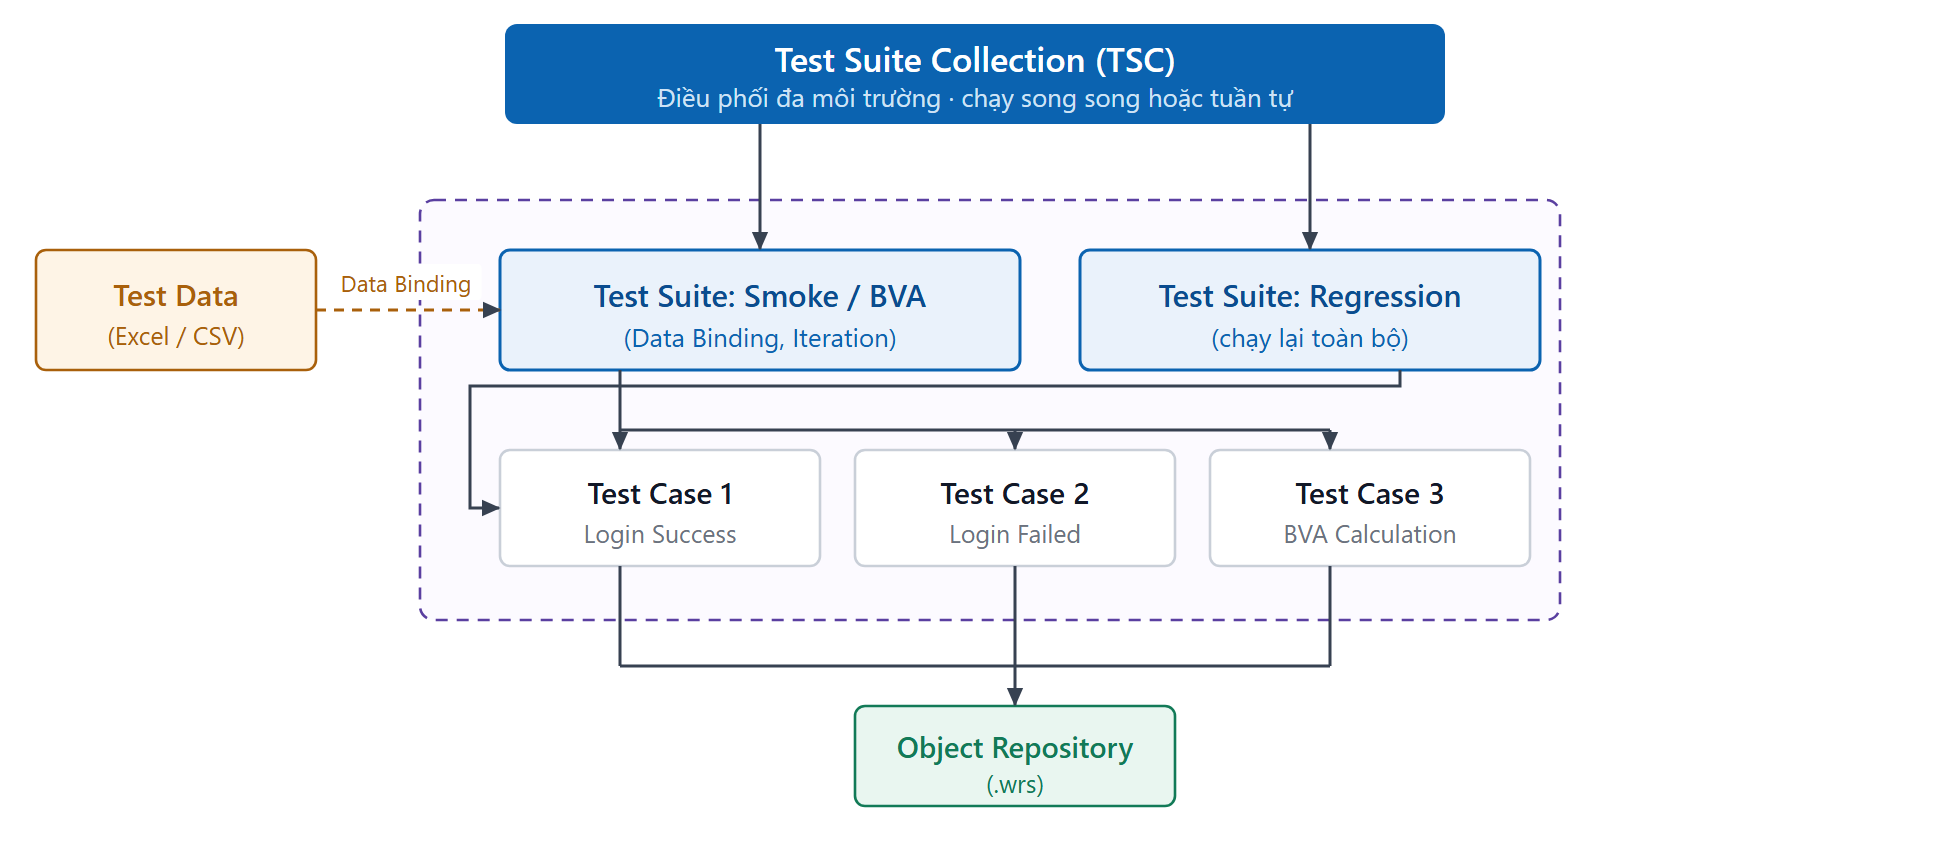 Test Suite Collection (TSC)
Điều phối đa môi trường · chạy song song hoặc tuần tự
Test Data
(Excel / CSV)
Data Binding
Test Suite: Smoke / BVA
(Data Binding, Iteration)
Test Suite: Regression
(chạy lại toàn bộ)
Test Case 1
Login Success
Test Case 2
Login Failed
Test Case 3
BVA Calculation
Object Repository
(.wrs)